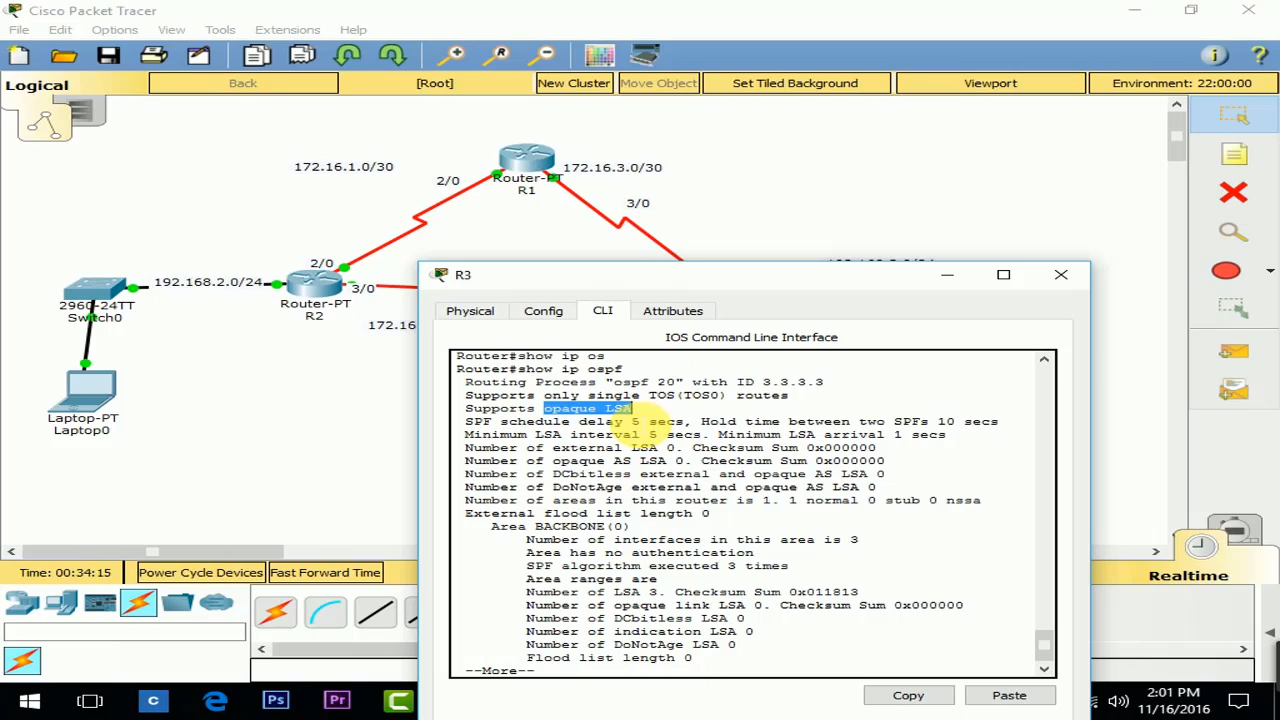 Cisco Packet Tracer
File Edit Options View Tools Extensions Help
Logical Back [Root] New Cluster Move Object Set Tiled Background Viewport Environment: 22:00:00
172.16.1.0/30
172.16.3.0/30
2/0
Router-PT
R1
3/0
2/0
192.168.2.0/24
3/0
2960-24TT
Switch0
Router-PT
R2
172.16
Laptop-PT
Laptop0
R3
Physical Config CLI Attributes
IOS Command Line Interface
Router#show ip os
Router#show ip ospf
Routing Process "ospf 20" with ID 3.3.3.3
Supports only single TOS(TOS0) routes
Supports opaque LSA
SPF schedule delay 5 secs, Hold time between two SPFs 10 secs
Minimum LSA interval 5 secs. Minimum LSA arrival 1 secs
Number of external LSA 0. Checksum Sum 0x000000
Number of opaque AS LSA 0. Checksum Sum 0x000000
Number of DCbitless external and opaque AS LSA 0
Number of DoNotAge external and opaque AS LSA 0
Number of areas in this router is 1. 1 normal 0 stub 0 nssa
External flood list length 0
Area BACKBONE(0)
Number of interfaces in this area is 3
Area has no authentication
SPF algorithm executed 3 times
Area ranges are
Number of LSA 3. Checksum Sum 0x011813
Number of opaque link LSA 0. Checksum Sum 0x000000
Number of DCbitless LSA 0
Number of indication LSA 0
Number of DoNotAge LSA 0
Flood list length 0
--More--
Copy Paste
Time: 00:34:15 Power Cycle Devices Fast Forward Time
Realtime
2:01 PM
11/16/2016